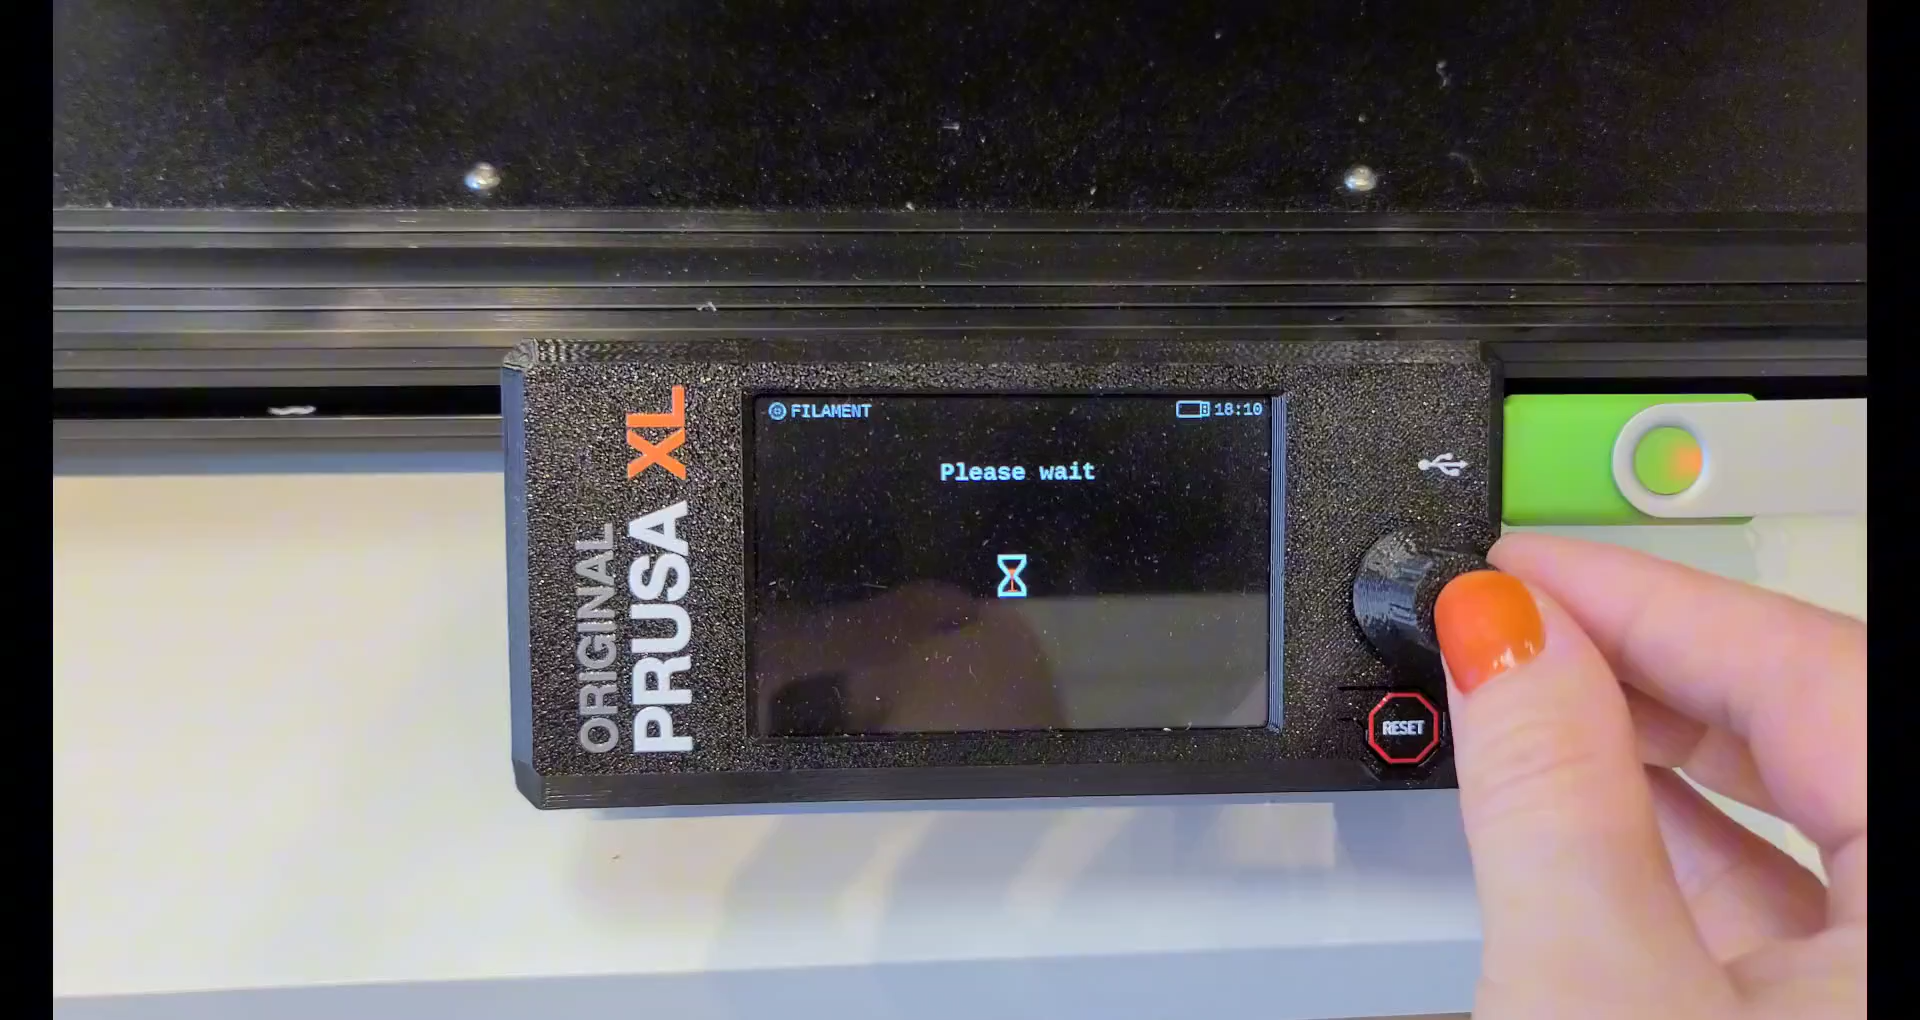 FILAMENT 18:10
Please wait
ORIGINAL
PRUSA XL
RESET